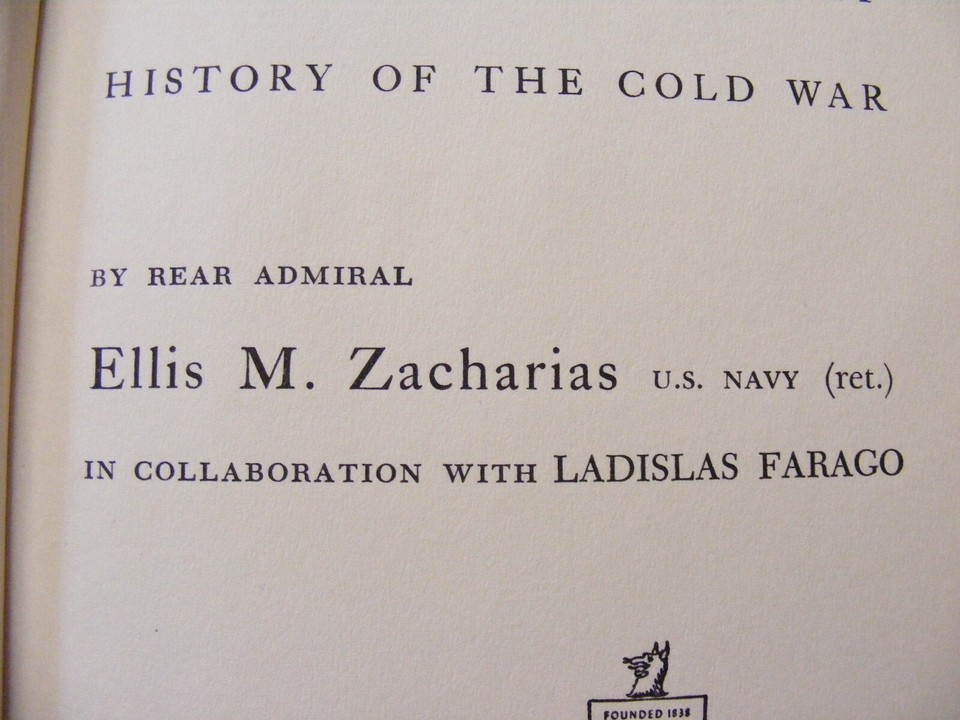 HISTORY OF THE COLD WAR
BY REAR ADMIRAL
Ellis M. Zacharias U.S. NAVY (ret.)
IN COLLABORATION WITH LADISLAS FARAGO
FOUNDED 1838